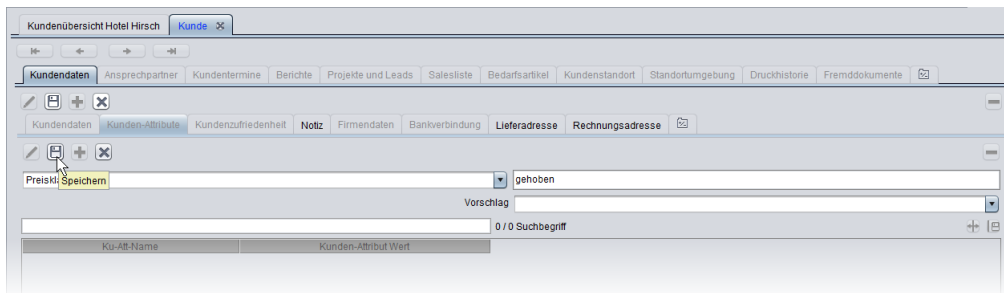 Kundenübersicht Hotel Hirsch Kunde
Kundendaten Ansprechpartner Kundentermine Berichte Projekte und Leads Salesliste Bedarfsartikel Kundenstandort Standortumgebung Druckhistorie Fremddokumente
Kundendaten Kunden-Attribute Kundenzufriedenheit Notiz Firmendaten Bankverbindung Lieferadresse Rechnungsadresse
Speichern gehoben
Vorschlag
0 / 0 Suchbegriff
Ku-Att-Name Kunden-Attribut Wert